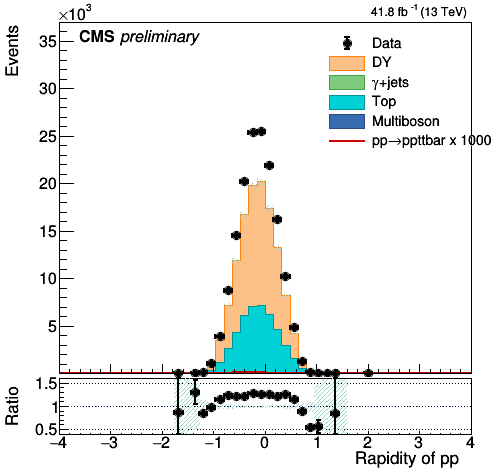 ×10³
41.8 fb⁻¹ (13 TeV)
Events
CMS preliminary
35
30
25
20
15
10
5
Data
DY
γ+jets
Top
Multiboson
pp→ppttbar x 1000
Ratio
1.5
1
0.5
−4 −3 −2 −1 0 1 2 3 4
Rapidity of pp